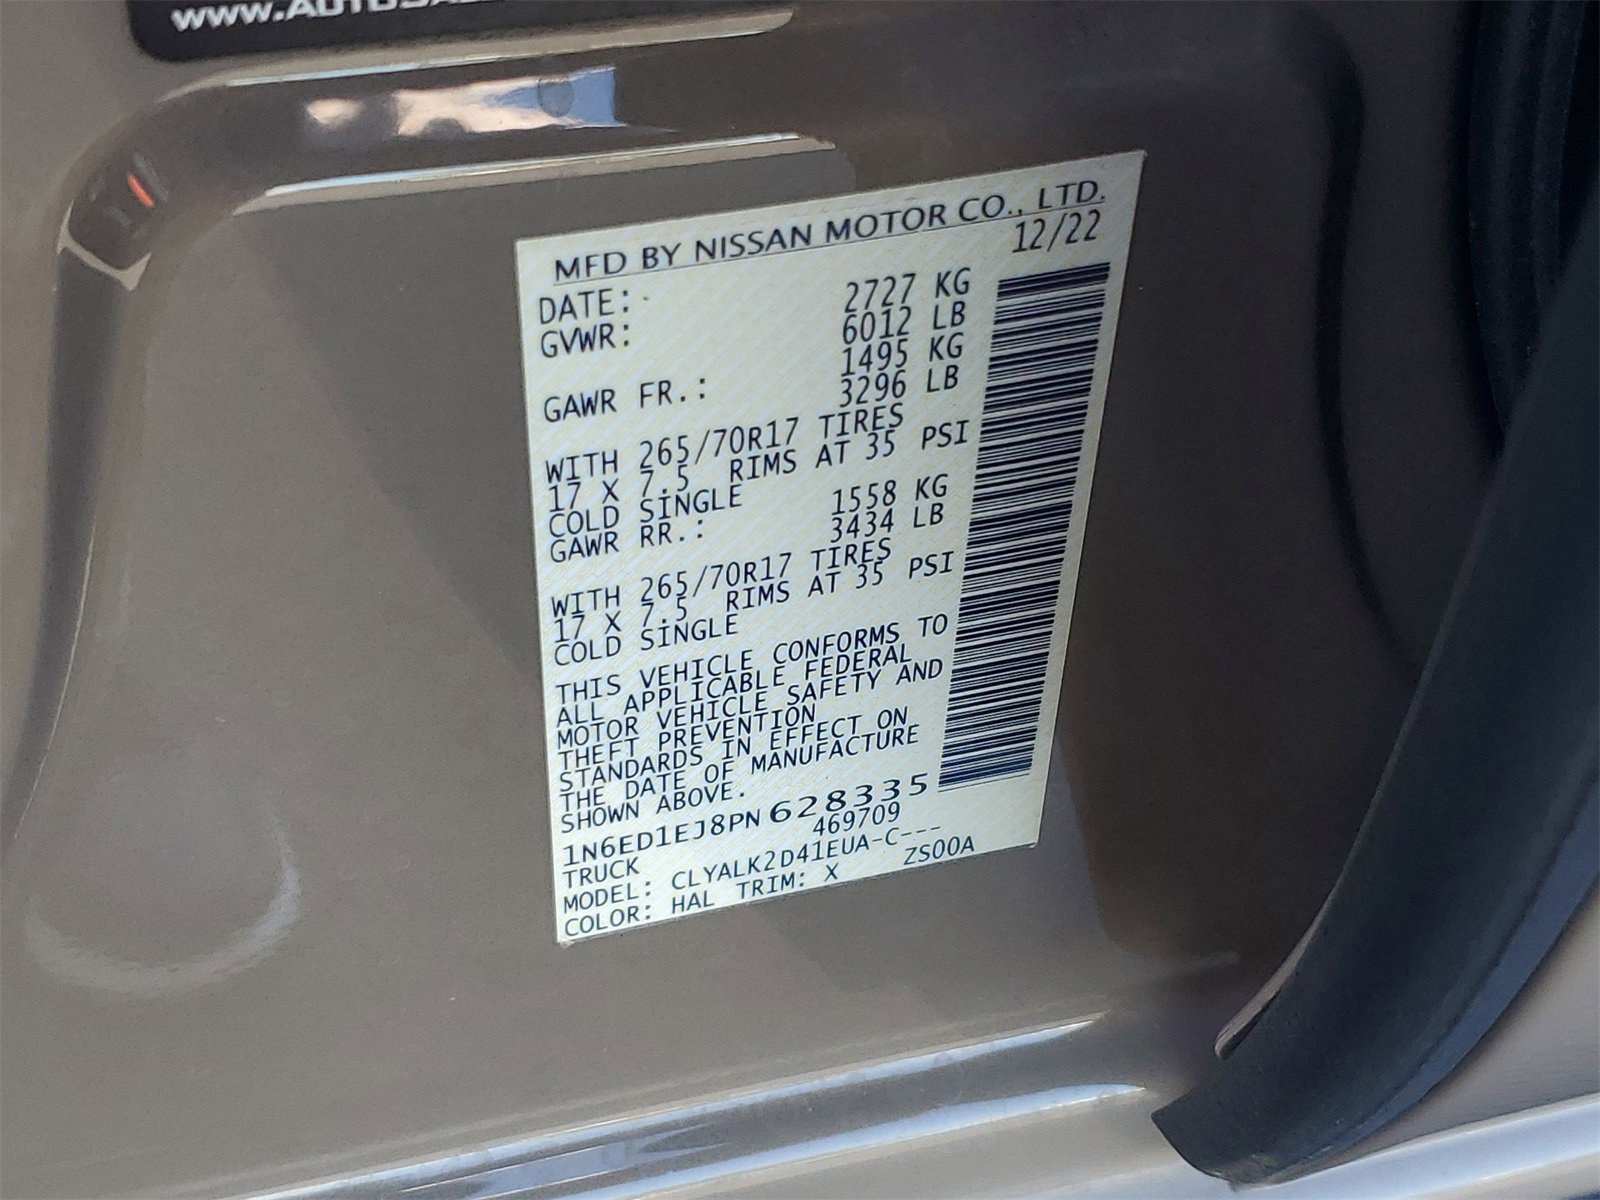 www.AUTOSA
MFD BY NISSAN MOTOR CO., LTD.
DATE: 12/22
GVWR: 2727 KG
6012 LB
GAWR FR.: 1495 KG
3296 LB
WITH 265/70R17 TIRES
17 X 7.5 RIMS AT 35 PSI
COLD SINGLE
GAWR RR.: 1558 KG
3434 LB
WITH 265/70R17 TIRES
17 X 7.5 RIMS AT 35 PSI
COLD SINGLE
THIS VEHICLE CONFORMS TO
ALL APPLICABLE FEDERAL
MOTOR VEHICLE SAFETY AND
THEFT PREVENTION
STANDARDS IN EFFECT ON
THE DATE OF MANUFACTURE
SHOWN ABOVE.
1N6ED1EJ8PN628335
TRUCK 469709
MODEL: CLYALK2D41EUA-C---
COLOR: HAL TRIM: X ZS00A